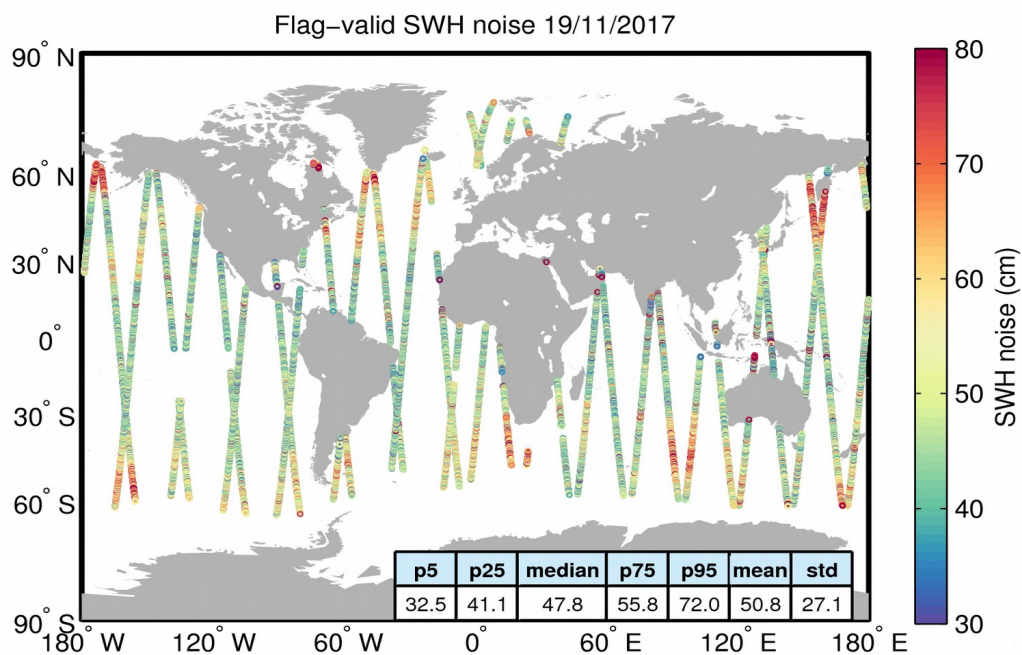 Flag−valid SWH noise 19/11/2017
90° N
60° N
30° N
0°
30° S
60° S
90° S
180° W 120° W 60° W 0° 60° E 120° E 180° E
80
70
60
50
40
30
SWH noise (cm)
p5 p25 median p75 p95 mean std
32.5 41.1 47.8 55.8 72.0 50.8 27.1